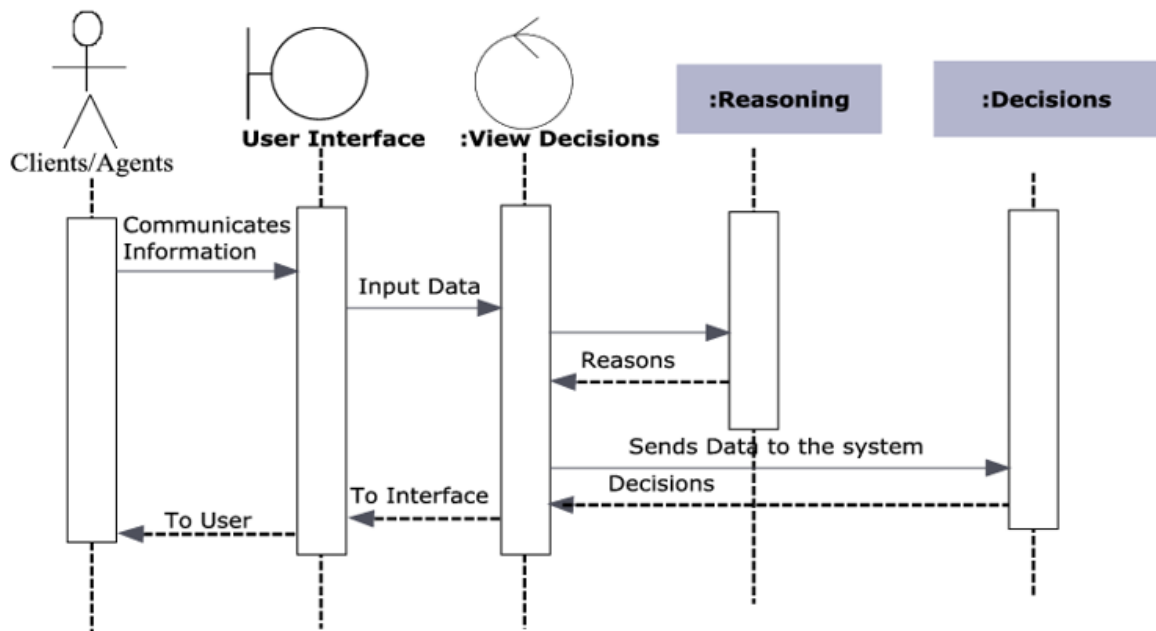 :Reasoning
:Decisions
User Interface
:View Decisions
Clients/Agents
Communicates
Information
Input Data
Reasons
Sends Data to the system
Decisions
To Interface
To User